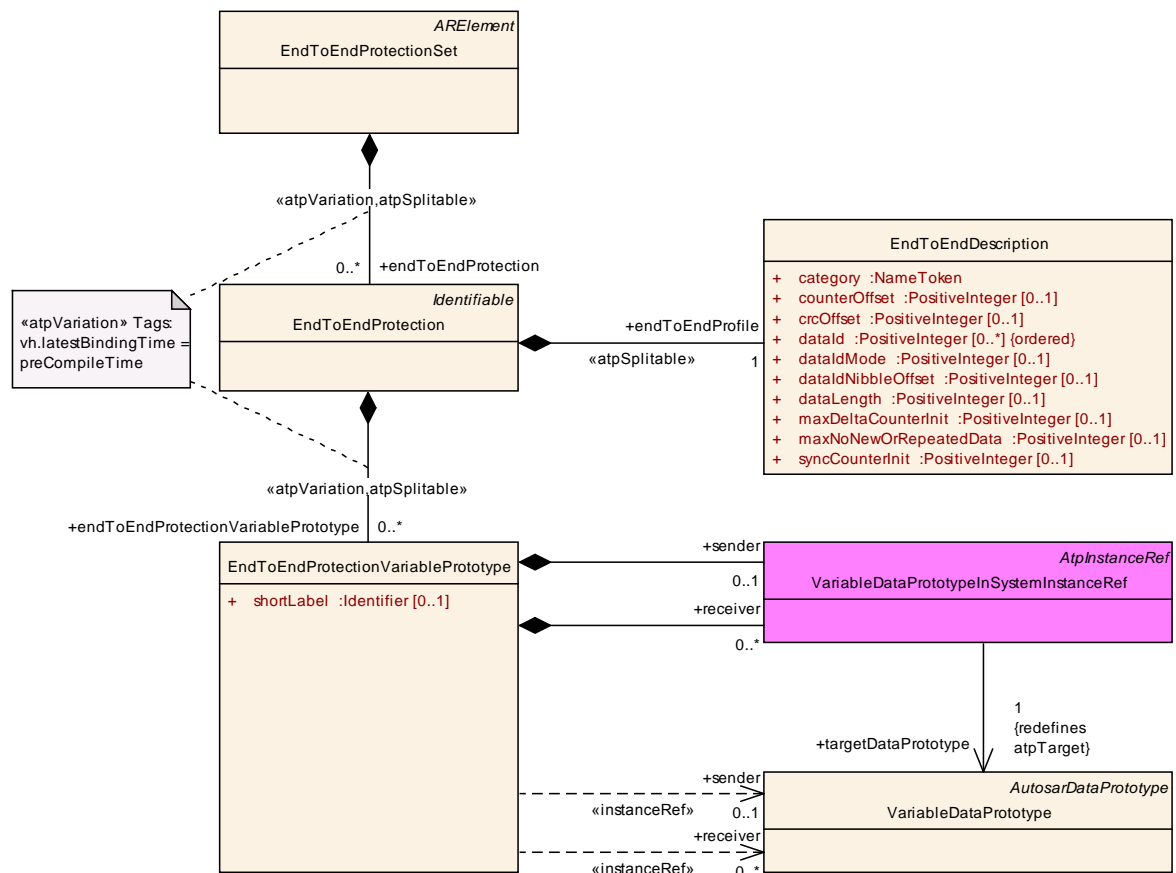 ARElement
EndToEndProtectionSet
«atpVariation,atpSplitable»
0..*
+endToEndProtection
Identifiable
EndToEndProtection
«atpVariation» Tags:
vh.latestBindingTime =
preCompileTime
+endToEndProfile
«atpSplitable»
1
EndToEndDescription
+ category :NameToken
+ counterOffset :PositiveInteger [0..1]
+ crcOffset :PositiveInteger [0..1]
+ dataId :PositiveInteger [0..*] {ordered}
+ dataIdMode :PositiveInteger [0..1]
+ dataIdNibbleOffset :PositiveInteger [0..1]
+ dataLength :PositiveInteger [0..1]
+ maxDeltaCounterInit :PositiveInteger [0..1]
+ maxNoNewOrRepeatedData :PositiveInteger [0..1]
+ syncCounterInit :PositiveInteger [0..1]
«atpVariation,atpSplitable»
+endToEndProtectionVariablePrototype
0..*
EndToEndProtectionVariablePrototype
+ shortLabel :Identifier [0..1]
+sender
0..1
+receiver
0..*
AtpInstanceRef
VariableDataPrototypeInSystemInstanceRef
1
{redefines
atpTarget}
+targetDataPrototype
+sender
«instanceRef»
0..1
+receiver
«instanceRef»
0..*
AutosarDataPrototype
VariableDataPrototype